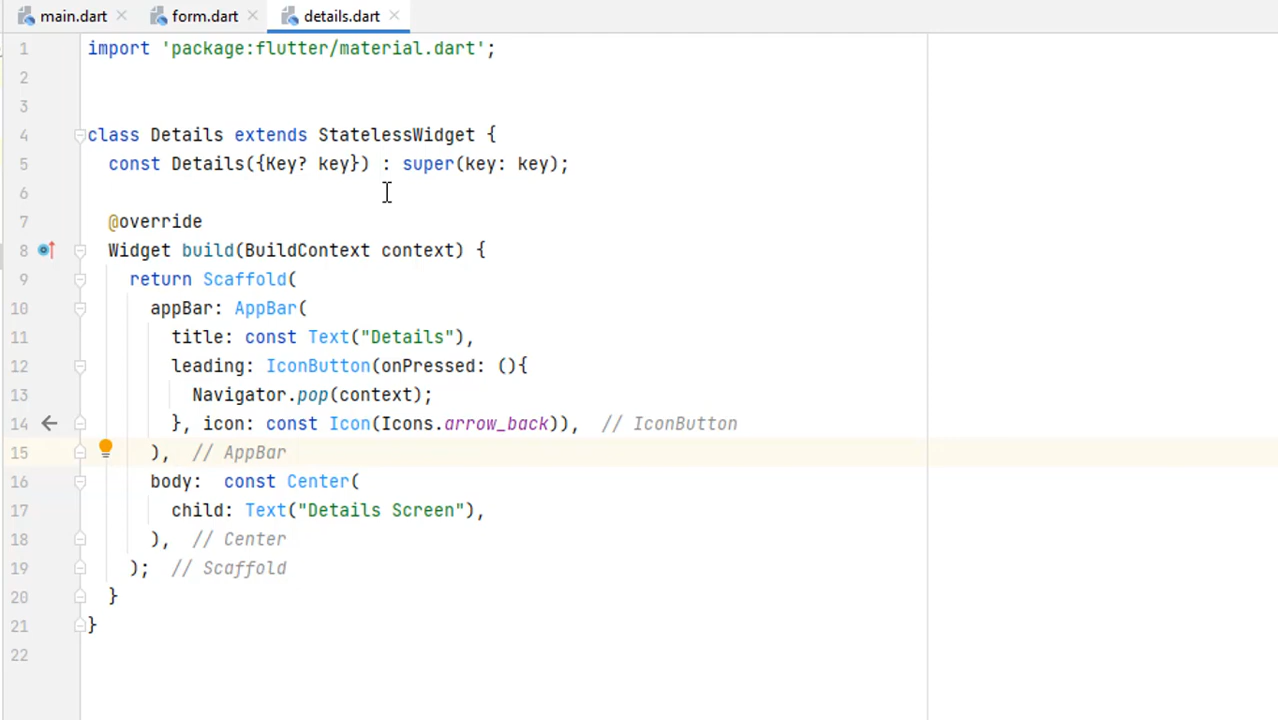 main.dart form.dart details.dart
1 import 'package:flutter/material.dart';
2
3
4 class Details extends StatelessWidget {
5 const Details({Key? key}) : super(key: key);
6
7 @override
8 Widget build(BuildContext context) {
9 return Scaffold(
10 appBar: AppBar(
11 title: const Text("Details"),
12 leading: IconButton(onPressed: (){
13 Navigator.pop(context);
14 }, icon: const Icon(Icons.arrow_back)), // IconButton
15 ), // AppBar
16 body:  const Center(
17 child: Text("Details Screen"),
18 ), // Center
19 ); // Scaffold
20 }
21 }
22